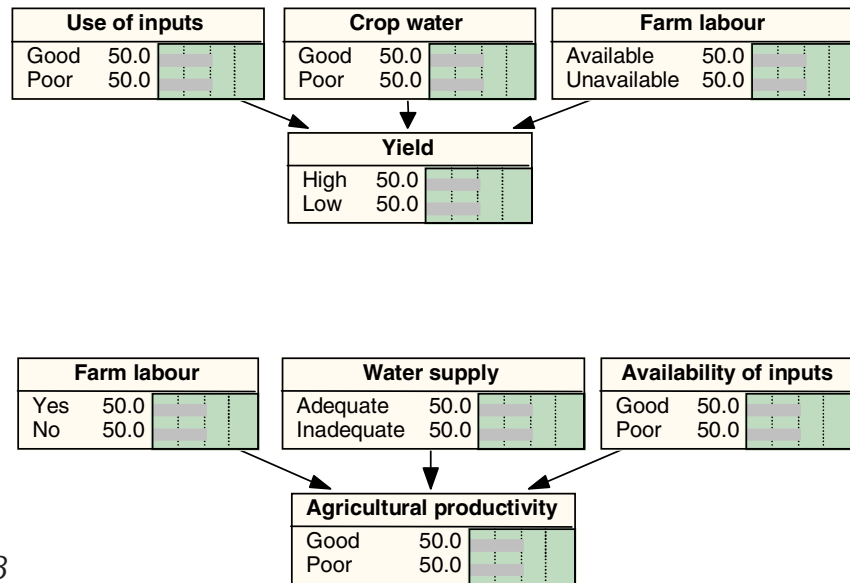 Use of inputs
Good 50.0
Poor 50.0
Crop water
Good 50.0
Poor 50.0
Farm labour
Available 50.0
Unavailable 50.0
Yield
High 50.0
Low 50.0
Farm labour
Yes 50.0
No 50.0
Water supply
Adequate 50.0
Inadequate 50.0
Availability of inputs
Good 50.0
Poor 50.0
Agricultural productivity
Good 50.0
Poor 50.0
3